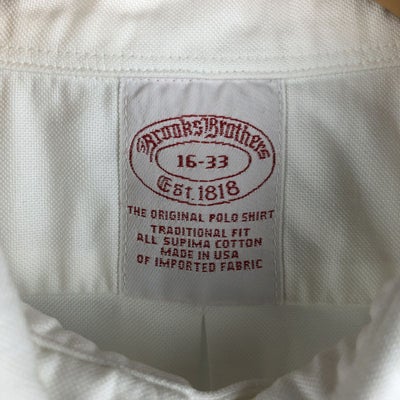 Brooks Brothers
16-33
Est. 1818
THE ORIGINAL POLO SHIRT
TRADITIONAL FIT
ALL SUPIMA COTTON
MADE IN USA
OF IMPORTED FABRIC